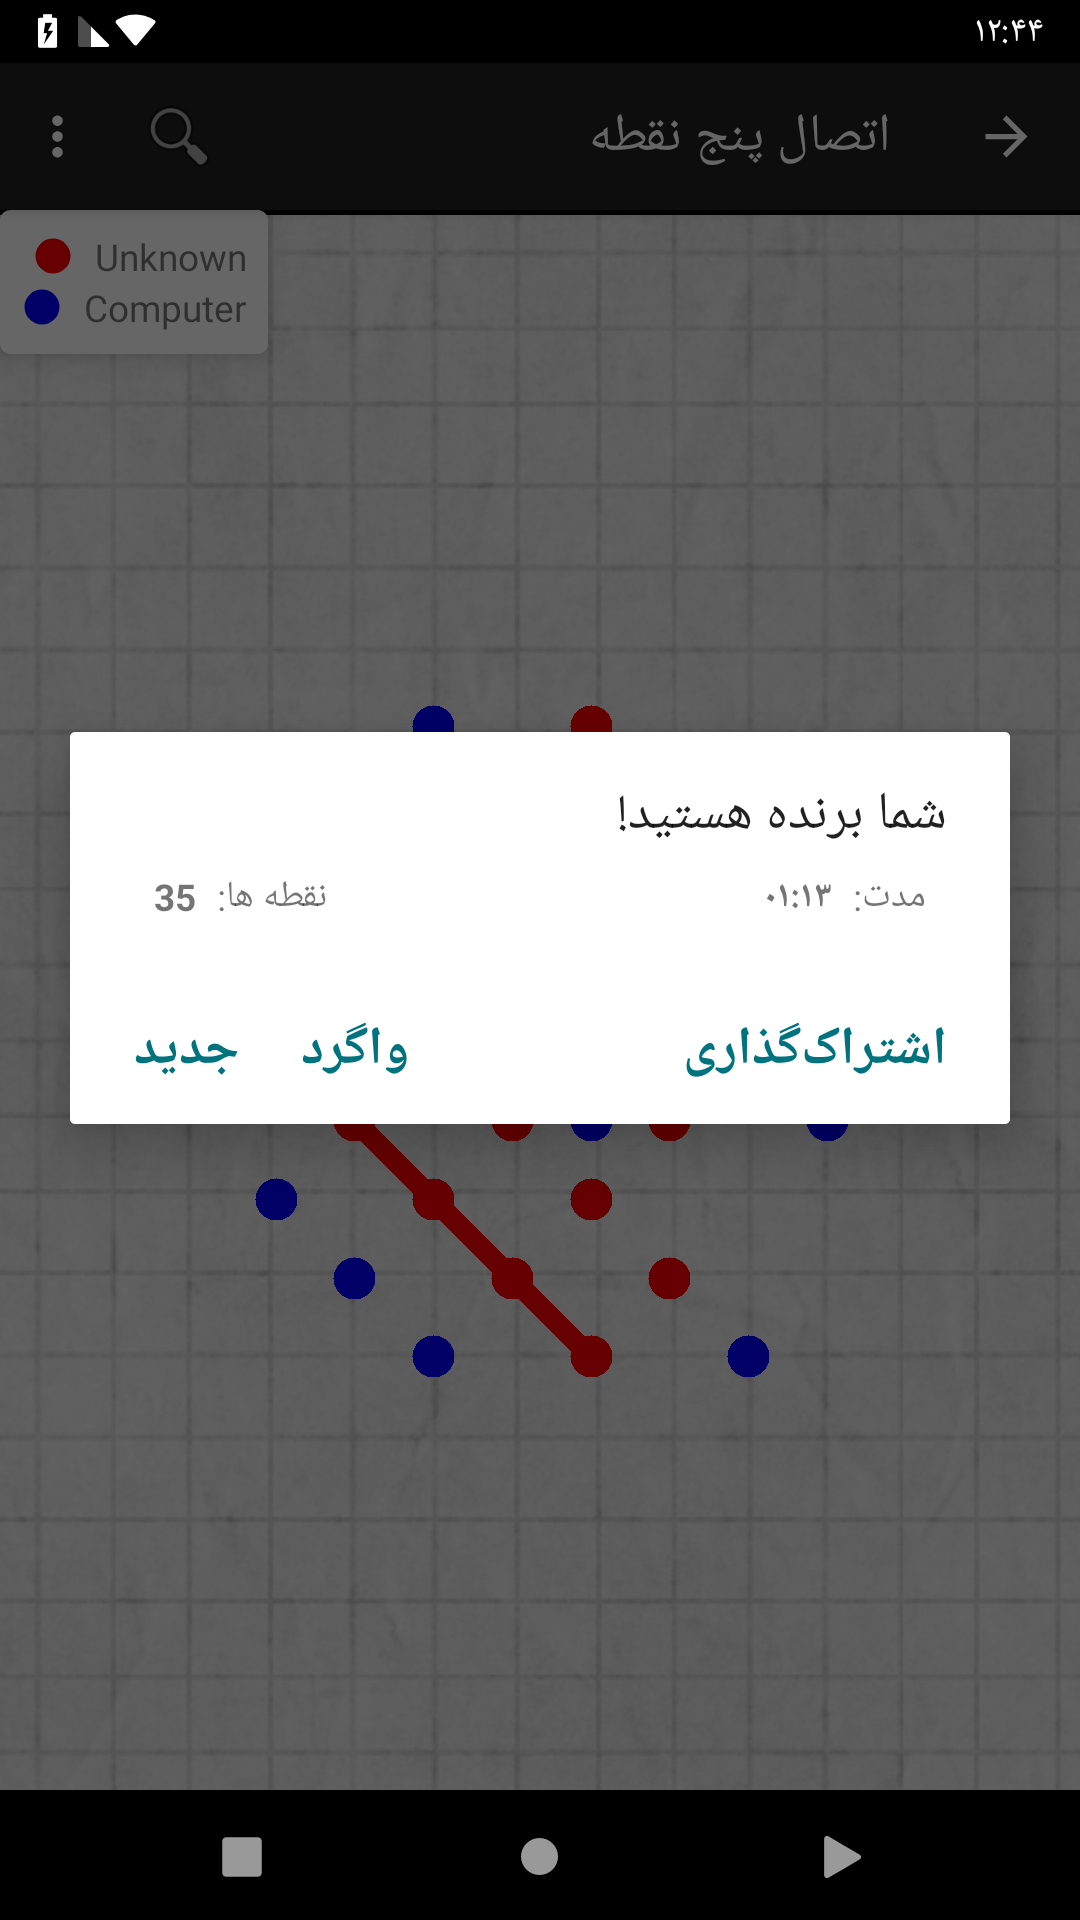 ۱۲:۴۴
اتصال پنج نقطه
Unknown
Computer
شما برنده هستید!
مدت: ۰۱:۱۳ نقطه ها: 35
اشتراک‌گذاری واگرد جدید